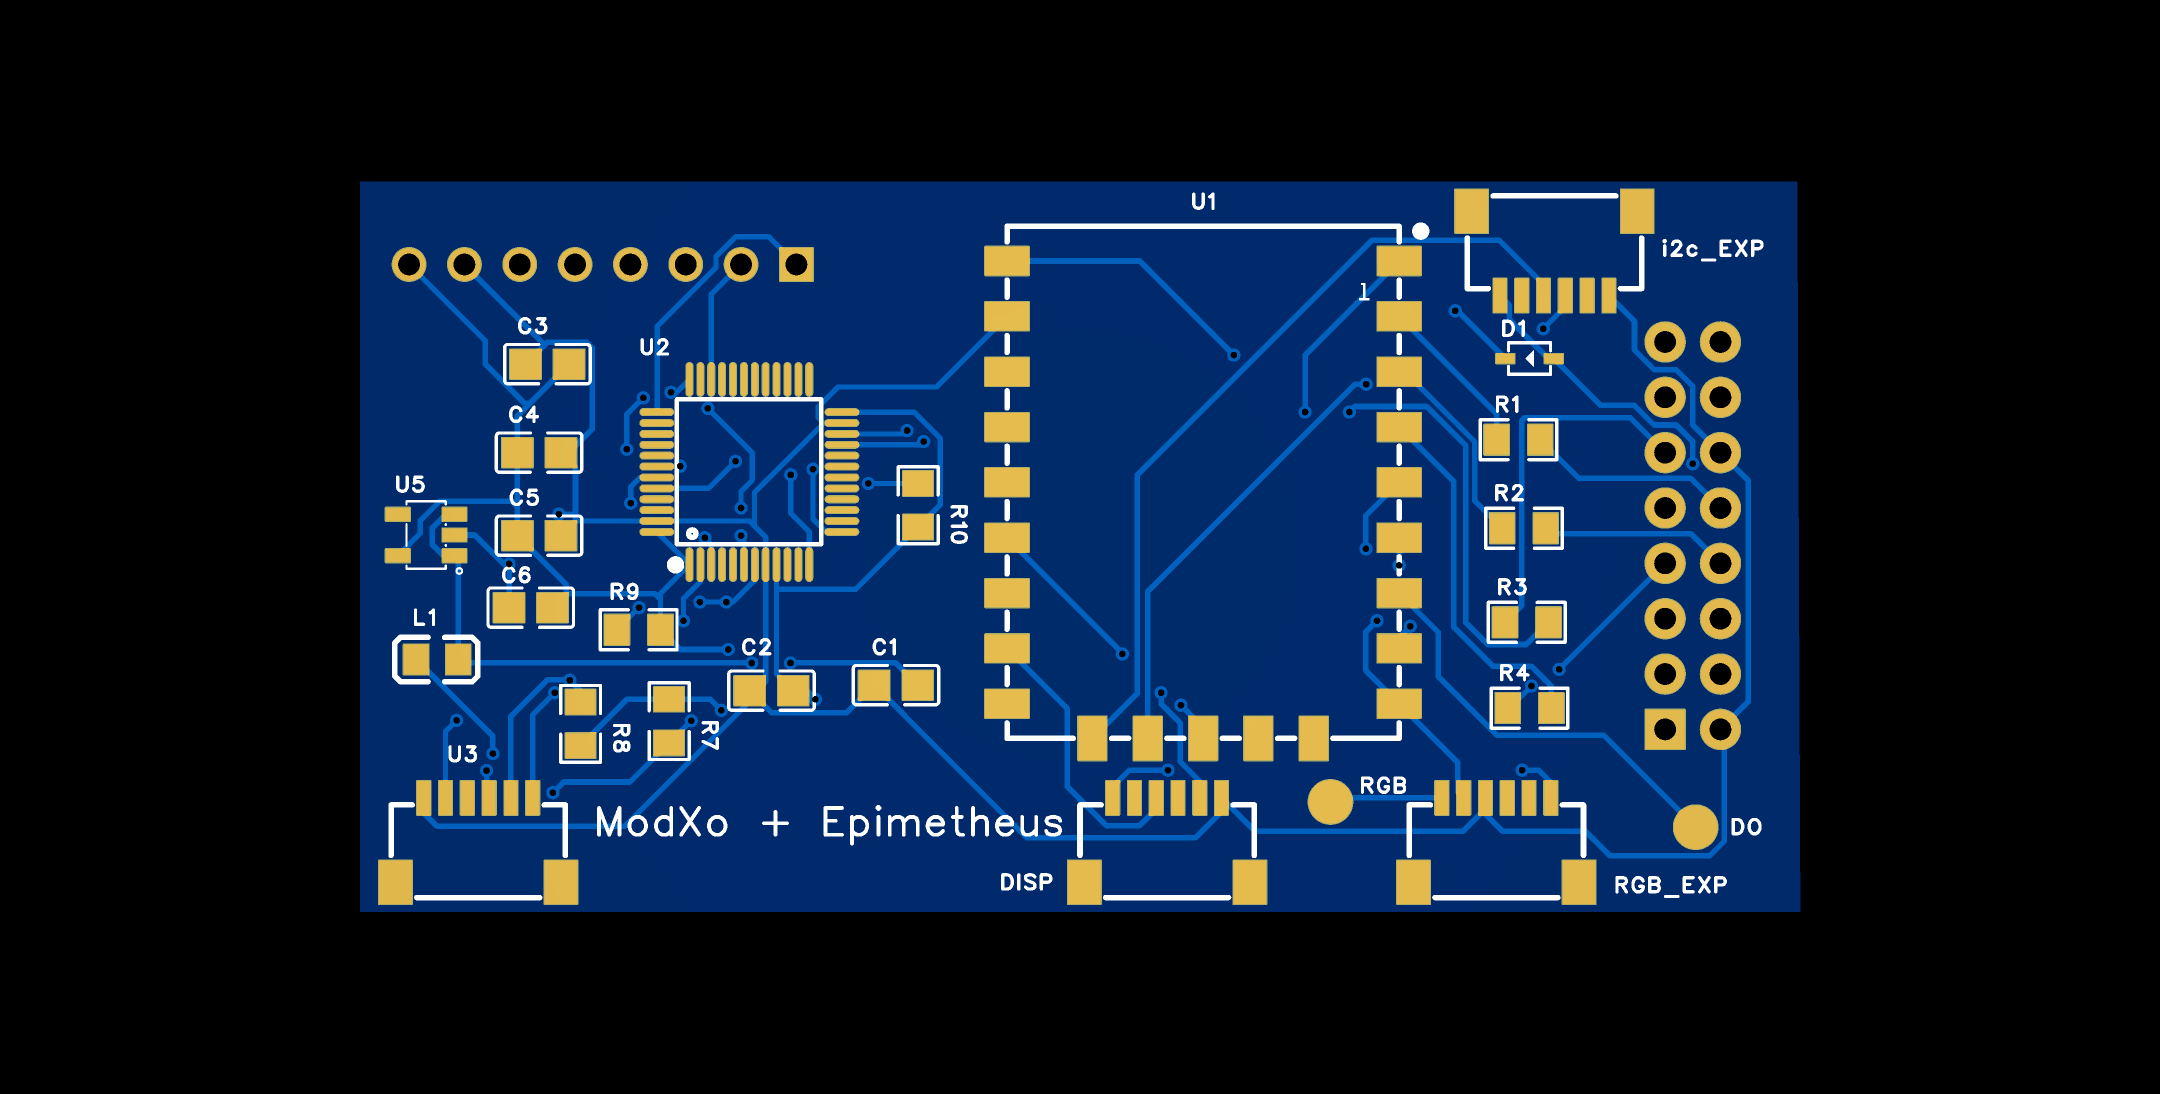 U1
i2c_EXP
1
C3
D1
U2
R1
C4
U5
C5
R2
R10
C6
R9
R3
L1
C2
C1
R4
R8
R7
U3
RGB
ModXo + Epimetheus
D0
DISP
RGB_EXP